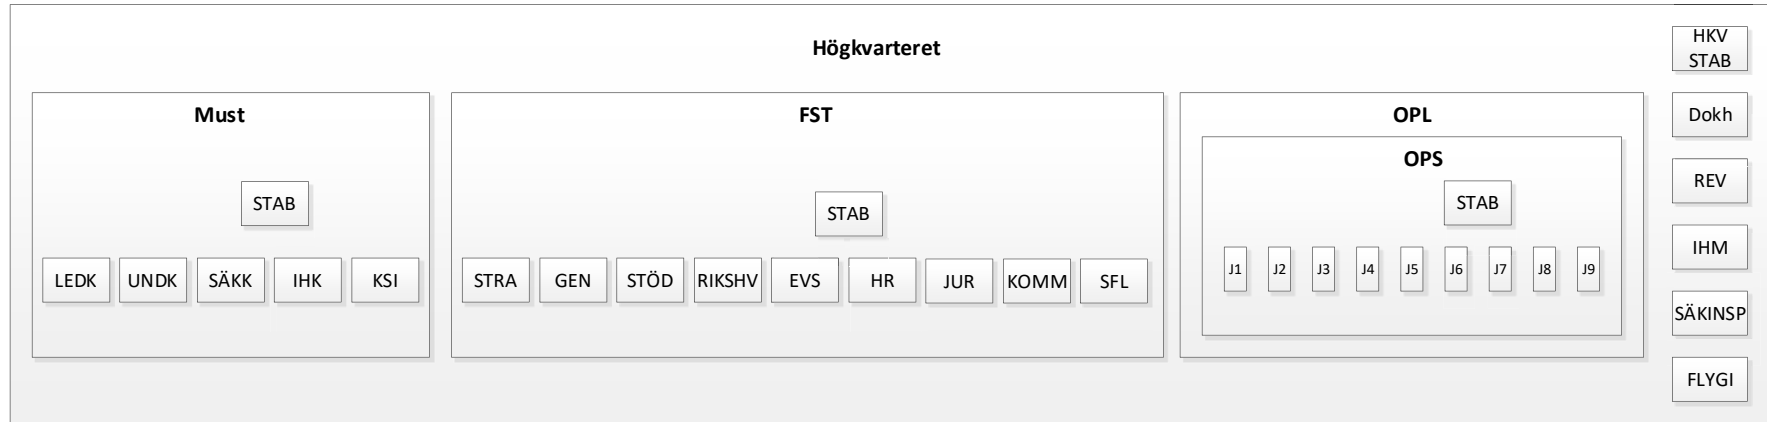 Högkvarteret
Must
STAB
LEDK
UNDK
SÄKK
IHK
KSI
FST
STAB
STRA
GEN
STÖD
RIKSHV
EVS
HR
JUR
KOMM
SFL
OPL
OPS
STAB
J1
J2
J3
J4
J5
J6
J7
J8
J9
HKV
STAB
Dokh
REV
IHM
SÄKINSP
FLYGI